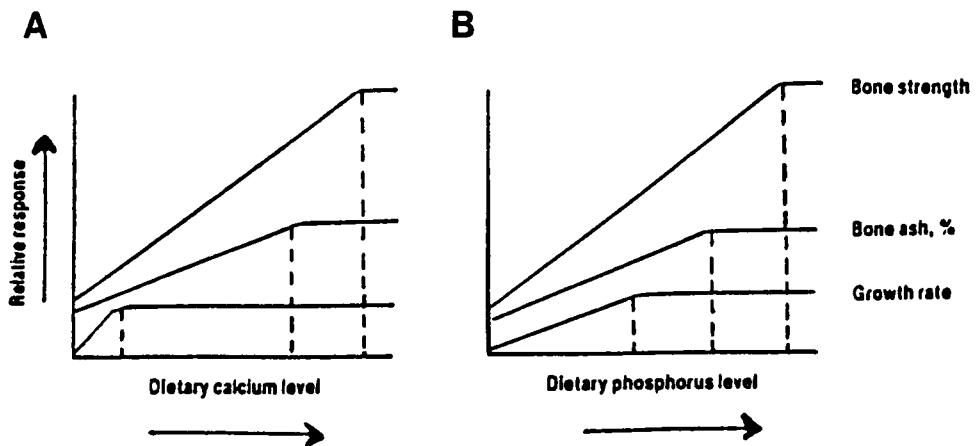 A
B
Relative response
Bone strength
Bone ash, %
Growth rate
Dietary calcium level
Dietary phosphorus level